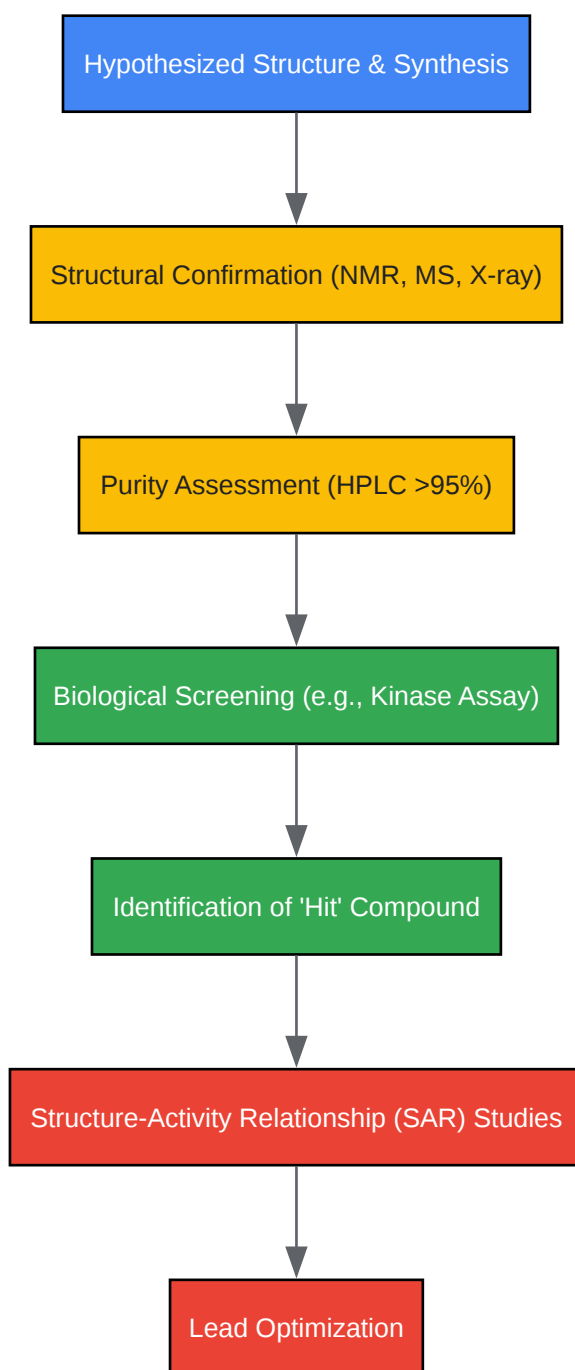 Hypothesized Structure & Synthesis
Structural Confirmation (NMR, MS, X-ray)
Purity Assessment (HPLC >95%)
Biological Screening (e.g., Kinase Assay)
Identification of 'Hit' Compound
Structure-Activity Relationship (SAR) Studies
Lead Optimization